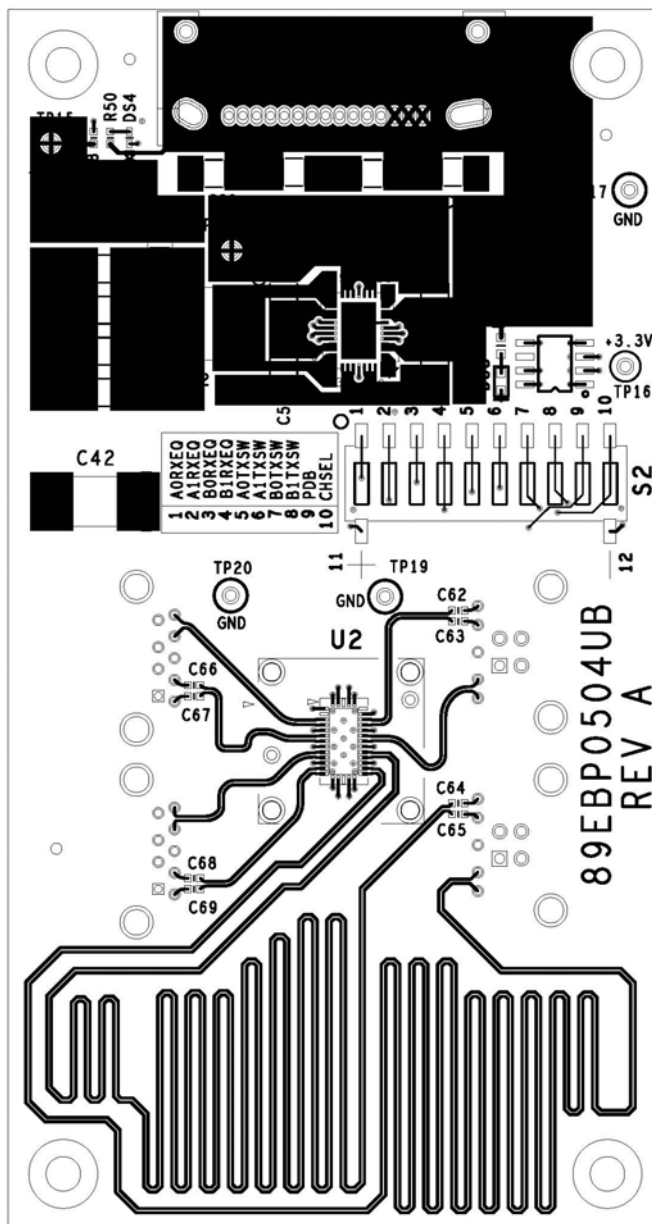 R50
DS4
17
GND
+3.3V
TP16
1 2 3 4 5 6 7 8 9 10
C5
S2
C42
1 A0RXEQ
2 A1RXEQ
3 B0RXEQ
4 B1RXEQ
5 A0TXSW
6 A1TXSW
7 B0TXSW
8 B1TXSW
9 PDB
10 CHSEL
11
12
TP20
GND
TP19
GND
C62
C63
U2
C66
C67
C64
C65
C68
C69
89EBP0504UB
REV A